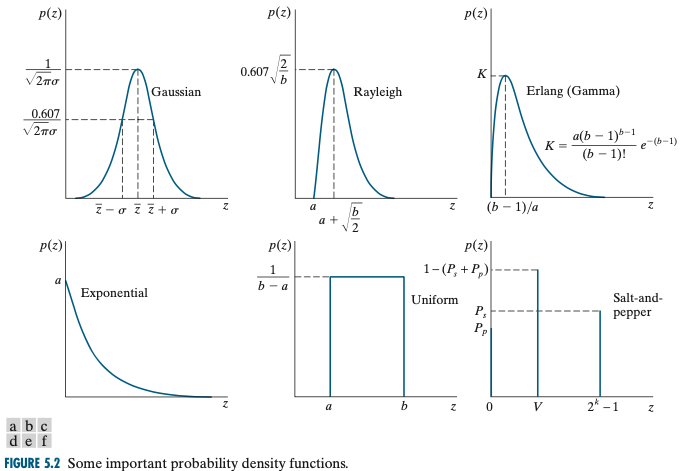 p(z)
1
√2πσ
0.607
√2πσ
Gaussian
z̄ − σ z̄ z̄ + σ
z
p(z)
0.607 √2/b
Rayleigh
a
a + √b/2
z
p(z)
K
Erlang (Gamma)
K = a(b − 1)^{b−1}/(b − 1)! e^{−(b−1)}
(b − 1)/a
z
p(z)
a
Exponential
z
p(z)
1
b − a
Uniform
a
b
z
p(z)
1 − (Pₛ + Pₚ)
Pₛ
Pₚ
Salt-and-
pepper
0
V
2ᵏ − 1
z
a b c
d e f
FIGURE 5.2 Some important probability density functions.